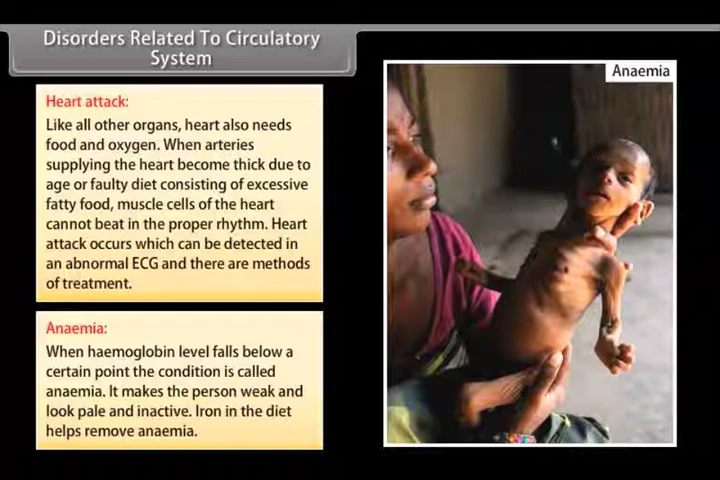 Disorders Related To Circulatory
System
Heart attack:
Like all other organs, heart also needs
food and oxygen. When arteries
supplying the heart become thick due to
age or faulty diet consisting of excessive
fatty food, muscle cells of the heart
cannot beat in the proper rhythm. Heart
attack occurs which can be detected in
an abnormal ECG and there are methods
of treatment.
Anaemia:
When haemoglobin level falls below a
certain point the condition is called
anaemia. It makes the person weak and
look pale and inactive. Iron in the diet
helps remove anaemia.
Anaemia